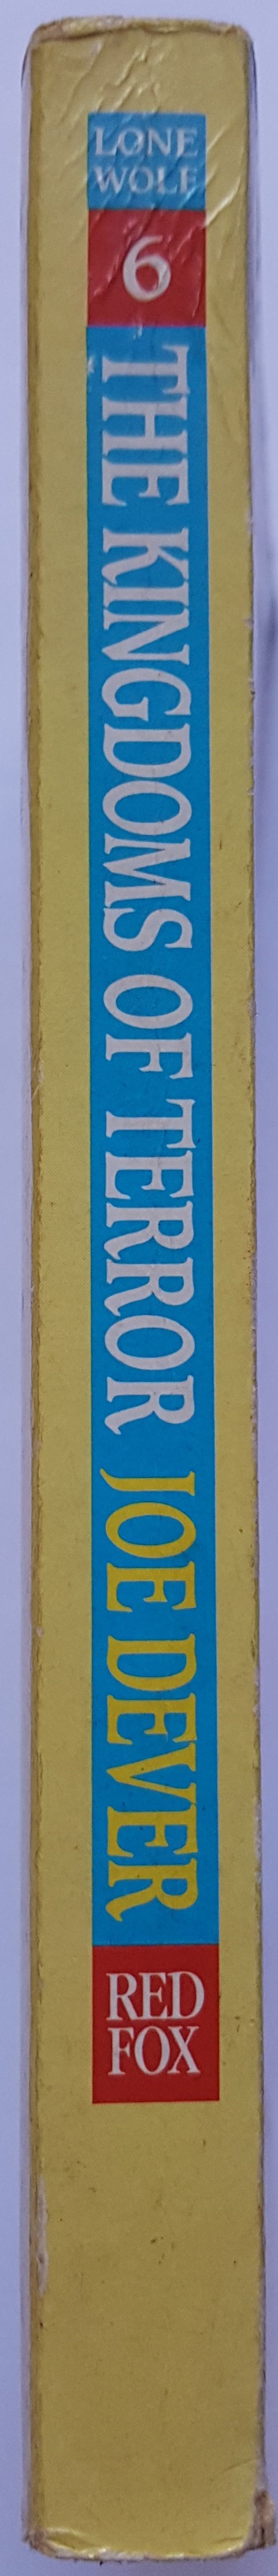 LONE
WOLF
6
THE KINGDOMS OF TERROR JOE DEVER
RED
FOX